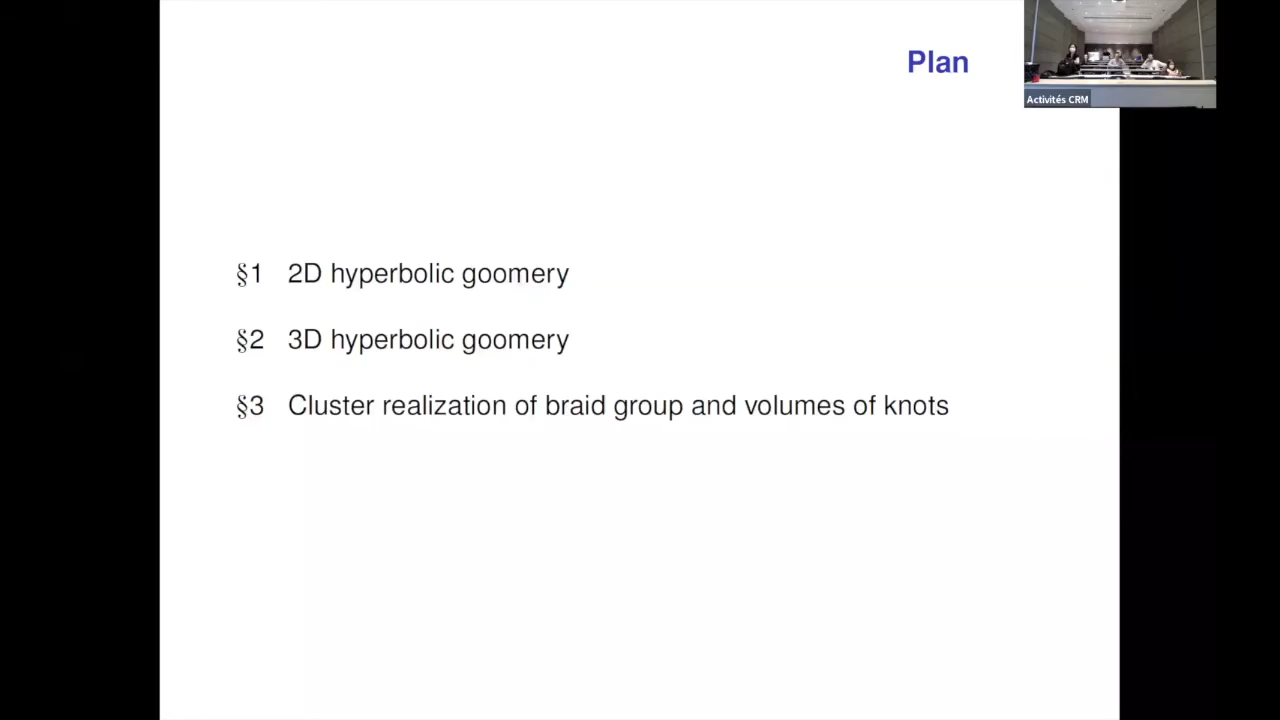 Plan
Activités CRM
§1 2D hyperbolic goomery
§2 3D hyperbolic goomery
§3 Cluster realization of braid group and volumes of knots